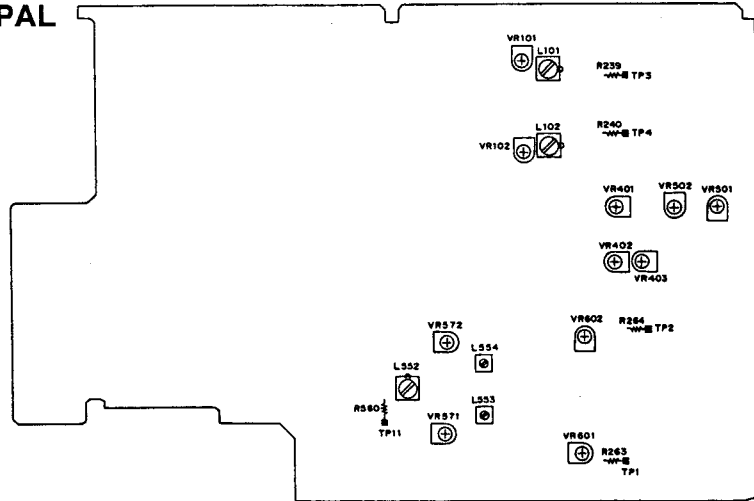 PAL
VR101
L101
R239
TP3
R240
TP4
VR102
L102
VR401
VR502
VR501
VR402
VR403
VR572
L554
VR602
R264
TP2
L552
R560
TP11
VR571
L553
VR601
R263
TP1